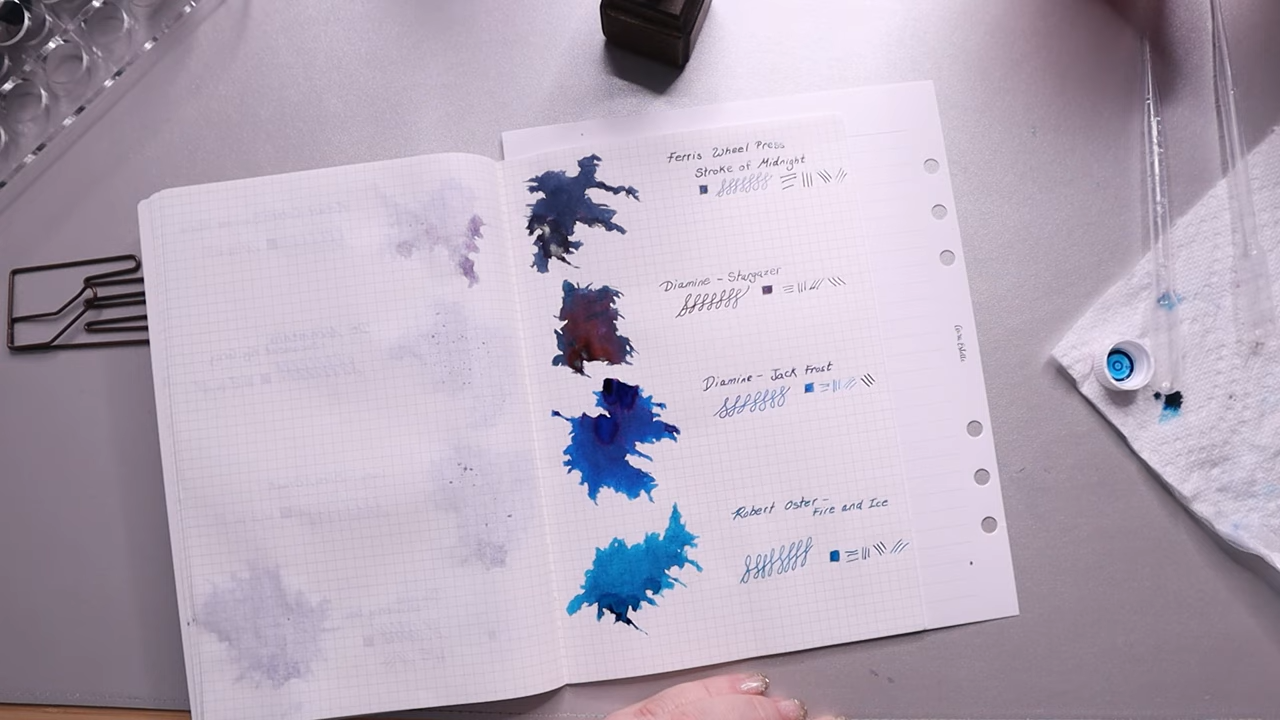 Ferris Wheel Press
Stroke of Midnight
Diamine - Stargazer
Diamine - Jack Frost
Robert Oster -
Fire and Ice